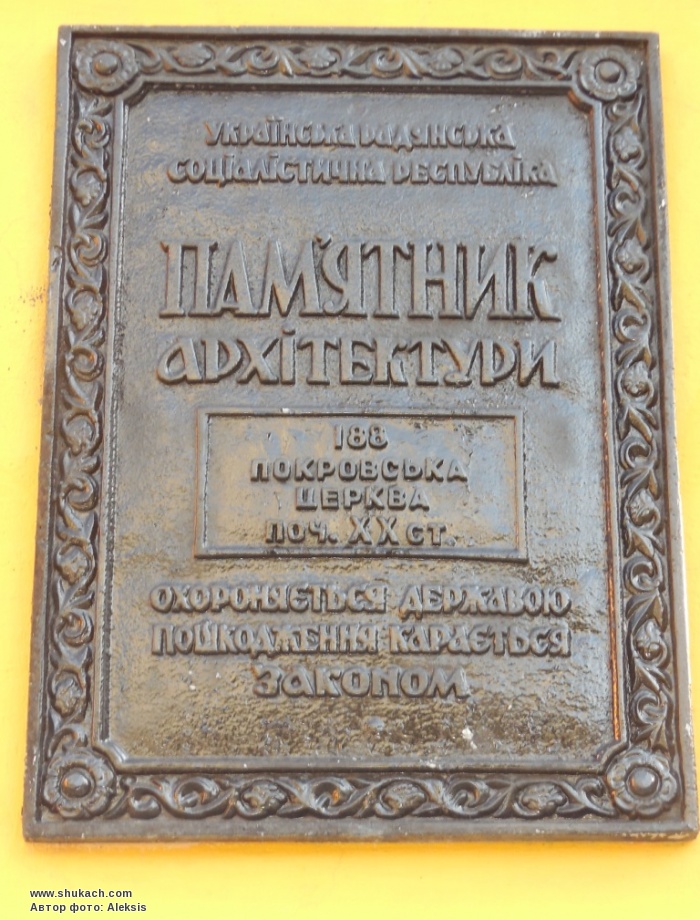 УКРАЇНСЬКА РАДЯНСЬКА
СОЦІАЛІСТИЧНА РЕСПУБЛІКА
ПАМ'ЯТНИК
АРХІТЕКТУРИ
188
ПОКРОВСЬКА
ЦЕРКВА
ПОЧ. XX СТ.
ОХОРОНЯЄТЬСЯ ДЕРЖАВОЮ
ПОШКОДЖЕННЯ КАРАЄТЬСЯ
ЗАКОНОМ
www.shukach.com
Автор фото: Aleksis